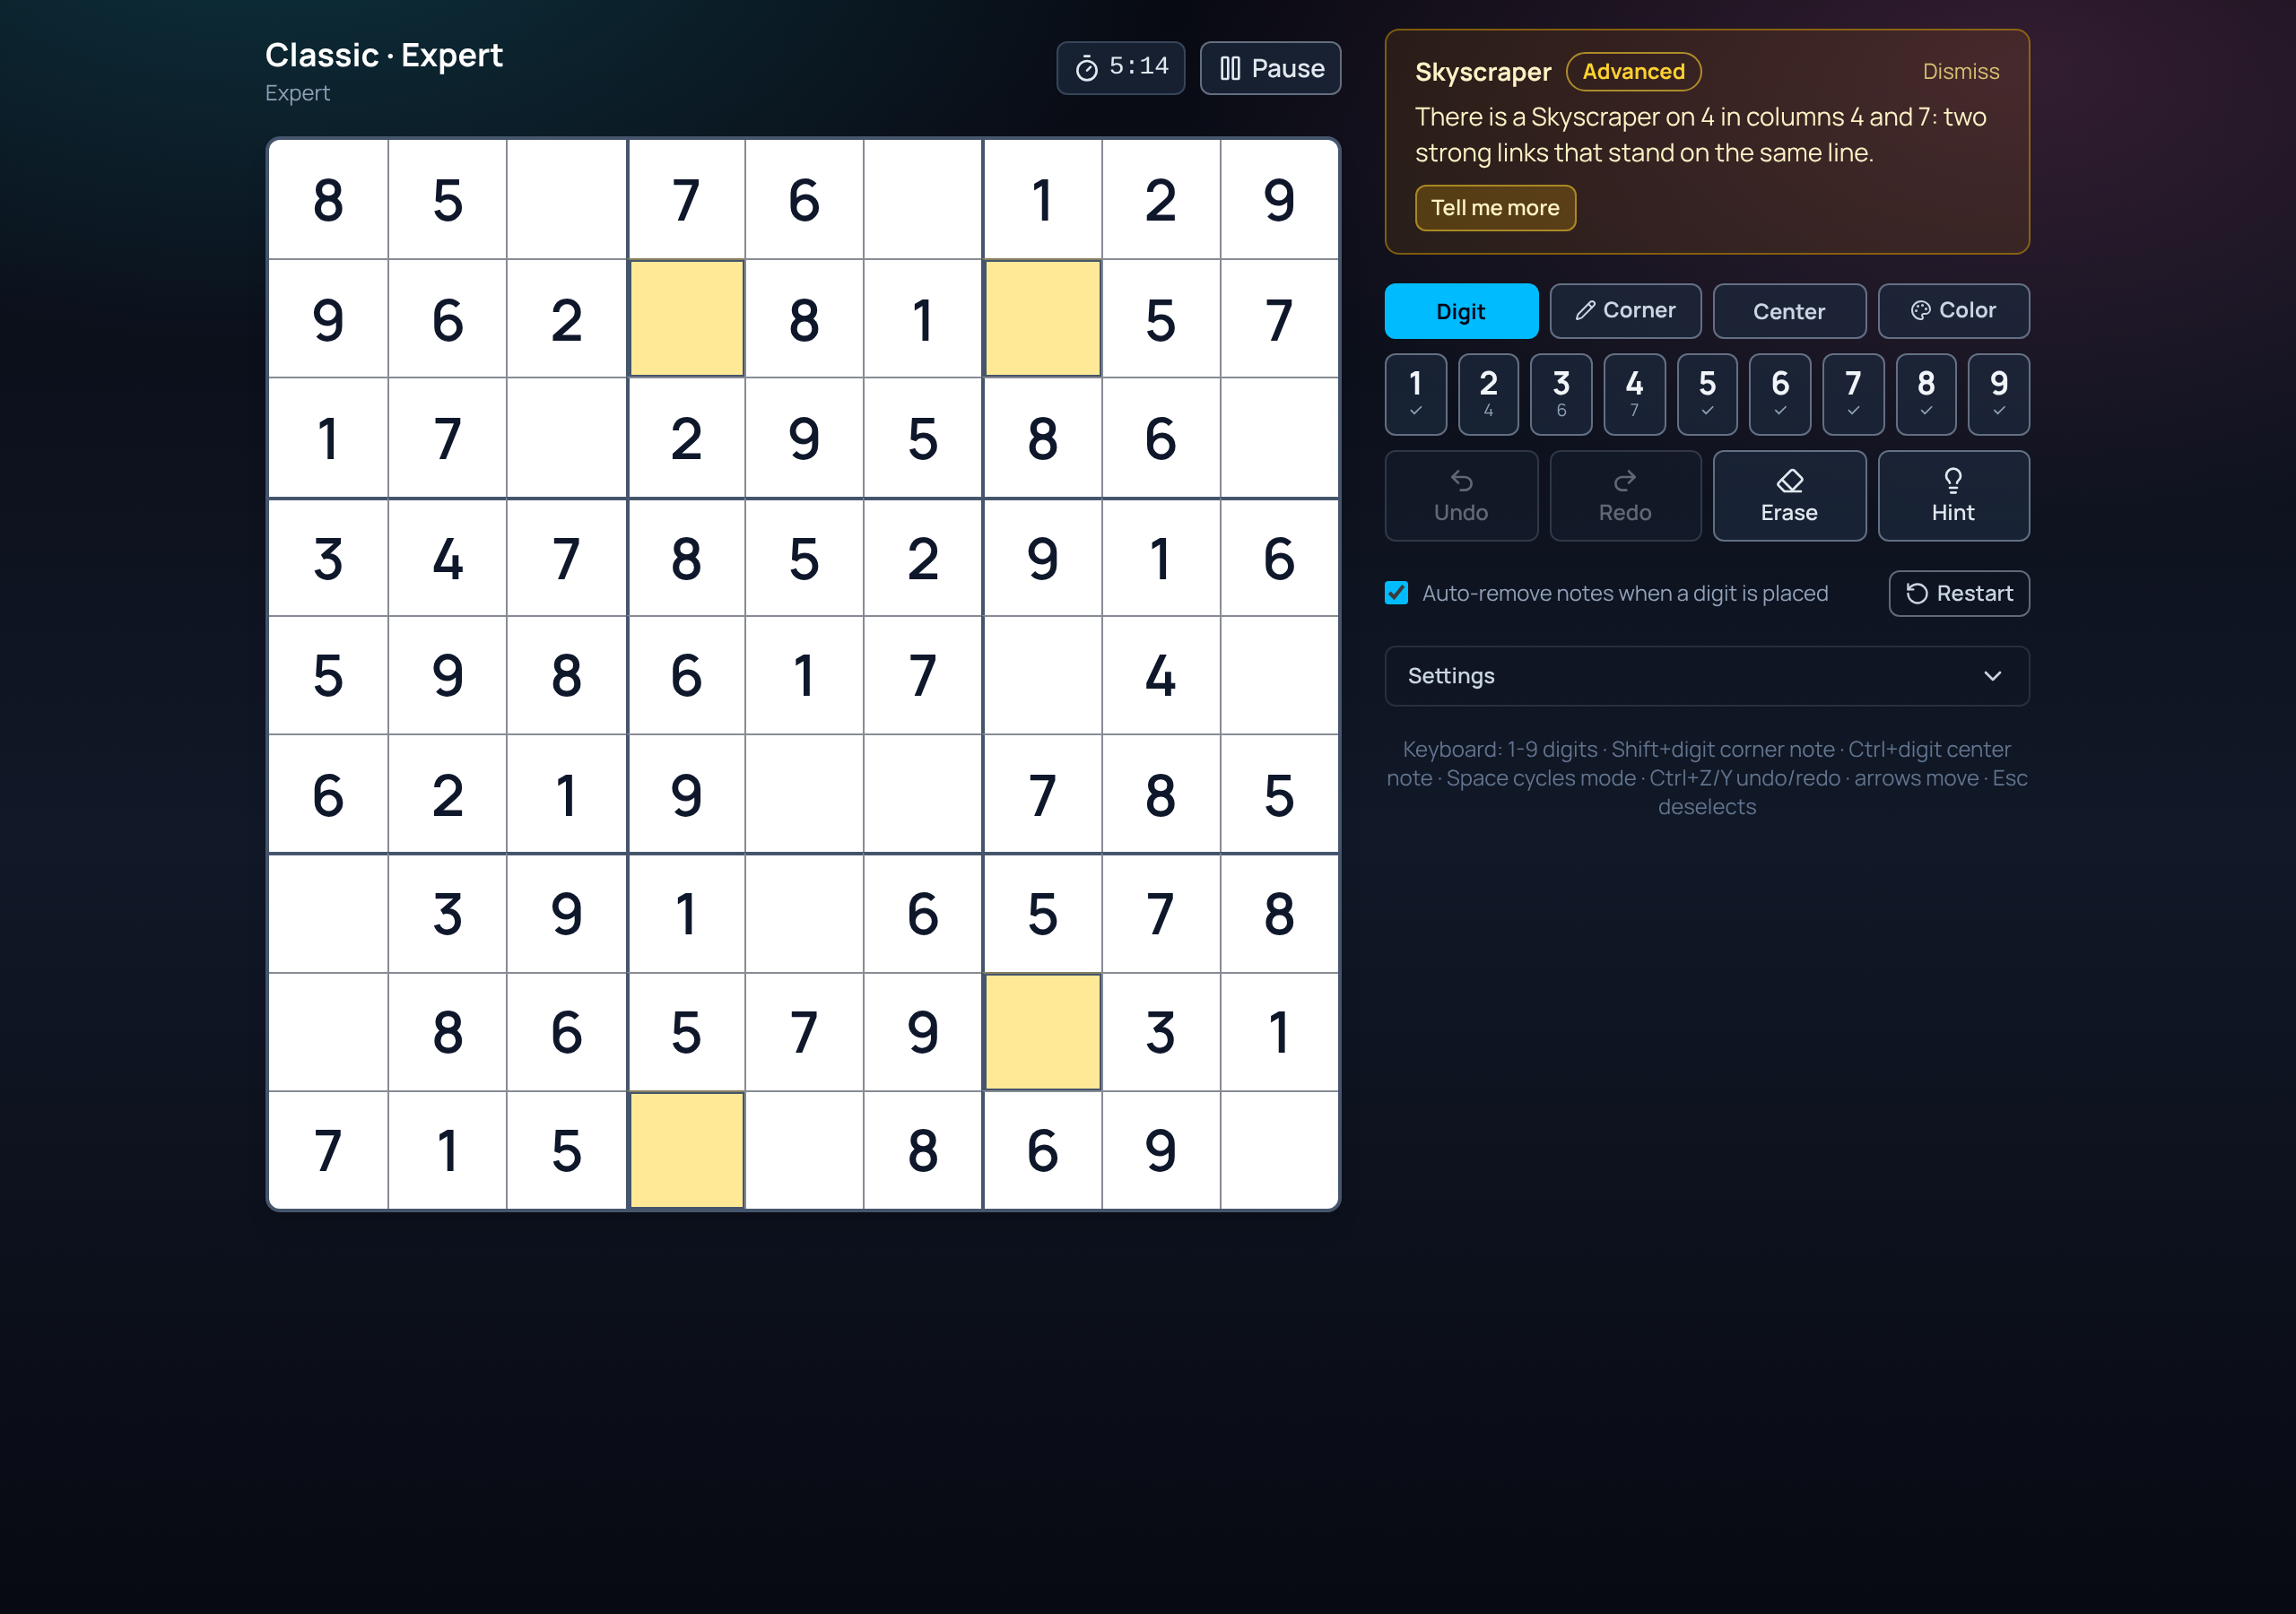 Classic · Expert
Expert
5:14
Pause
8 5 7 6 1 2 9
9 6 2 8 1 5 7
1 7 2 9 5 8 6
3 4 7 8 5 2 9 1 6
5 9 8 6 1 7 4
6 2 1 9 7 8 5
3 9 1 6 5 7 8
8 6 5 7 9 3 1
7 1 5 8 6 9
Skyscraper
Advanced
Dismiss
There is a Skyscraper on 4 in columns 4 and 7: two
strong links that stand on the same line.
Tell me more
Digit
Corner
Center
Color
1 2 3 4 5 6 7 8 9
4 6 7
Undo
Redo
Erase
Hint
Auto-remove notes when a digit is placed
Restart
Settings
Keyboard: 1-9 digits · Shift+digit corner note · Ctrl+digit center
note · Space cycles mode · Ctrl+Z/Y undo/redo · arrows move · Esc
deselects